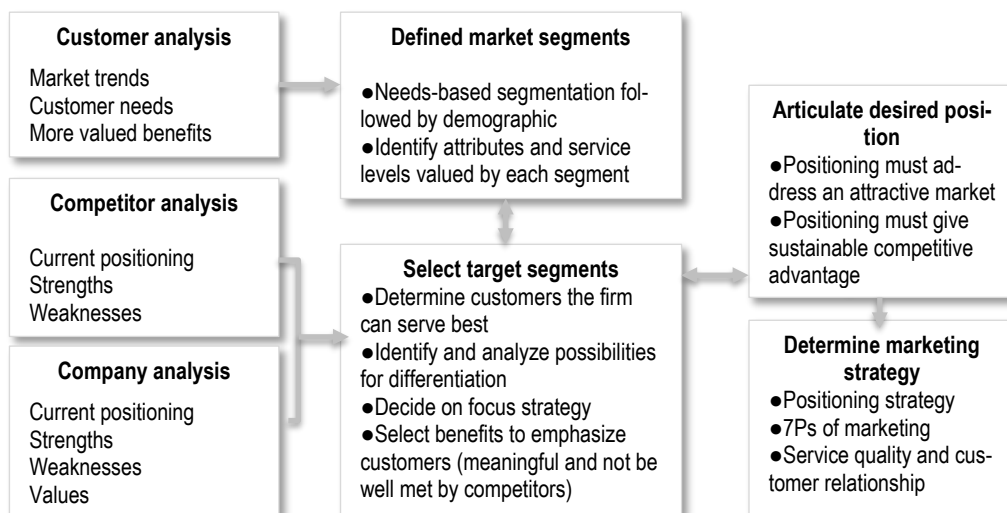 Customer analysis
Market trends
Customer needs
More valued benefits
Competitor analysis
Current positioning
Strengths
Weaknesses
Company analysis
Current positioning
Strengths
Weaknesses
Values
Defined market segments
●Needs-based segmentation fol-
lowed by demographic
●Identify attributes and service
levels valued by each segment
Select target segments
●Determine customers the firm
can serve best
●Identify and analyze possibilities
for differentiation
●Decide on focus strategy
●Select benefits to emphasize
customers (meaningful and not be
well met by competitors)
Articulate desired posi-
tion
●Positioning must ad-
dress an attractive market
●Positioning must give
sustainable competitive
advantage
Determine marketing
strategy
●Positioning strategy
●7Ps of marketing
●Service quality and cus-
tomer relationship